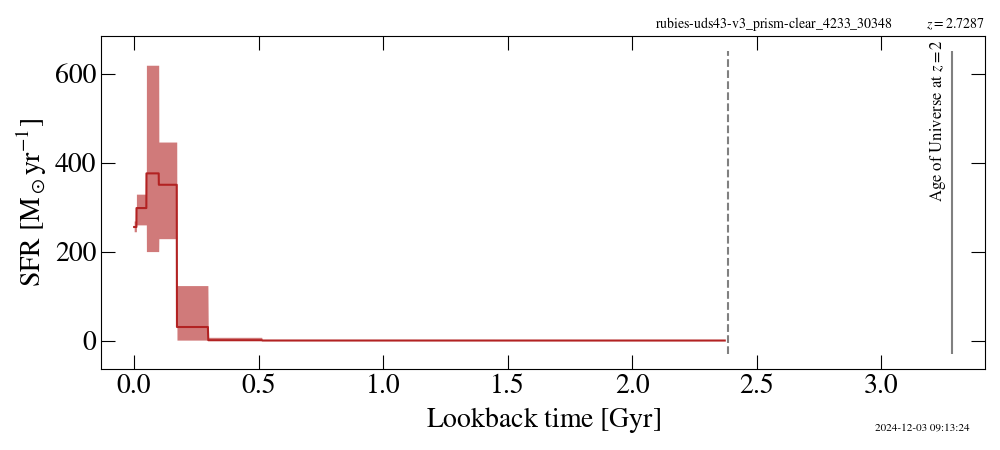 rubies-uds43-v3_prism-clear_4233_30348 z = 2.7287
SFR [M⊙yr⁻¹]
600
400
200
0
Age of Universe at z = 2
0.0 0.5 1.0 1.5 2.0 2.5 3.0
Lookback time [Gyr]
2024-12-03 09:13:24